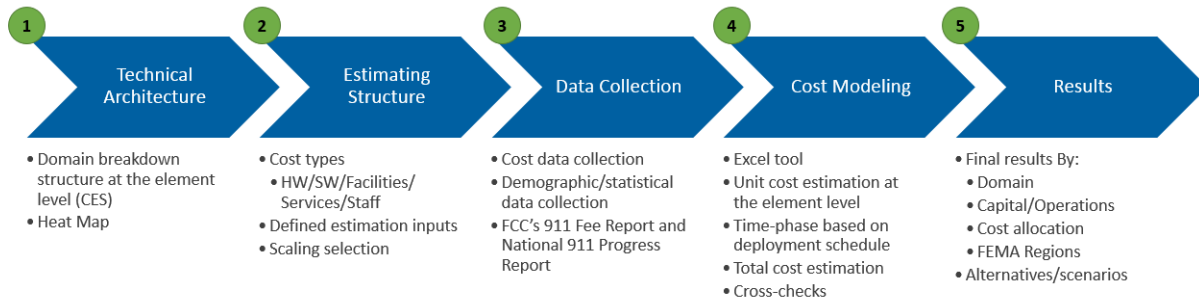 1
Technical
Architecture
• Domain breakdown
structure at the element
level (CES)
• Heat Map
2
Estimating
Structure
• Cost types
• HW/SW/Facilities/
Services/Staff
• Defined estimation inputs
• Scaling selection
3
Data Collection
• Cost data collection
• Demographic/statistical
data collection
• FCC's 911 Fee Report and
National 911 Progress
Report
4
Cost Modeling
• Excel tool
• Unit cost estimation at
the element level
• Time-phase based on
deployment schedule
• Total cost estimation
• Cross-checks
5
Results
• Final results By:
• Domain
• Capital/Operations
• Cost allocation
• FEMA Regions
• Alternatives/scenarios